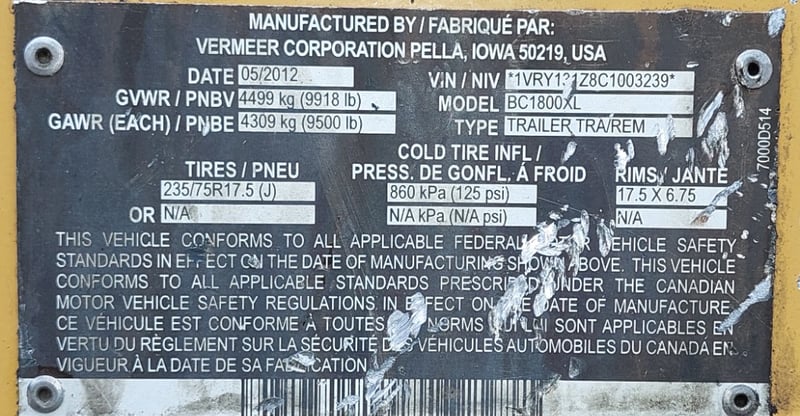 MANUFACTURED BY / FABRIQUÉ PAR:
VERMEER CORPORATION PELLA, IOWA 50219, USA
DATE 05/2012 V.I.N / NIV *1VRY131Z8C1003239*
GVWR / PNBV 4499 kg (9918 lb) MODEL BC1800XL
GAWR (EACH) / PNBE 4309 kg (9500 lb) TYPE TRAILER TRA/REM
COLD TIRE INFL /
TIRES / PNEU PRESS. DE GONFL. À FROID RIMS / JANTE
235/75R17.5 (J) 860 kPa (125 psi) 17.5 X 6.75
OR N/A N/A kPa (N/A psi) N/A
7000D514
THIS VEHICLE CONFORMS TO ALL APPLICABLE FEDERAL VEHICLE SAFETY
STANDARDS IN EFFECT ON THE DATE OF MANUFACTURING SHOWN ABOVE. THIS VEHICLE
CONFORMS TO ALL APPLICABLE STANDARDS PRESCRIBED UNDER THE CANADIAN
MOTOR VEHICLE SAFETY REGULATIONS IN EFFECT ON THE DATE OF MANUFACTURE
CE VÉHICULE EST CONFORME À TOUTES NORMES QUI LUI SONT APPLICABLES EN
VERTU DU RÈGLEMENT SUR LA SÉCURITÉ DES VÉHICULES AUTOMOBILES DU CANADA EN
VIGUEUR À LA DATE DE SA FABRICATION